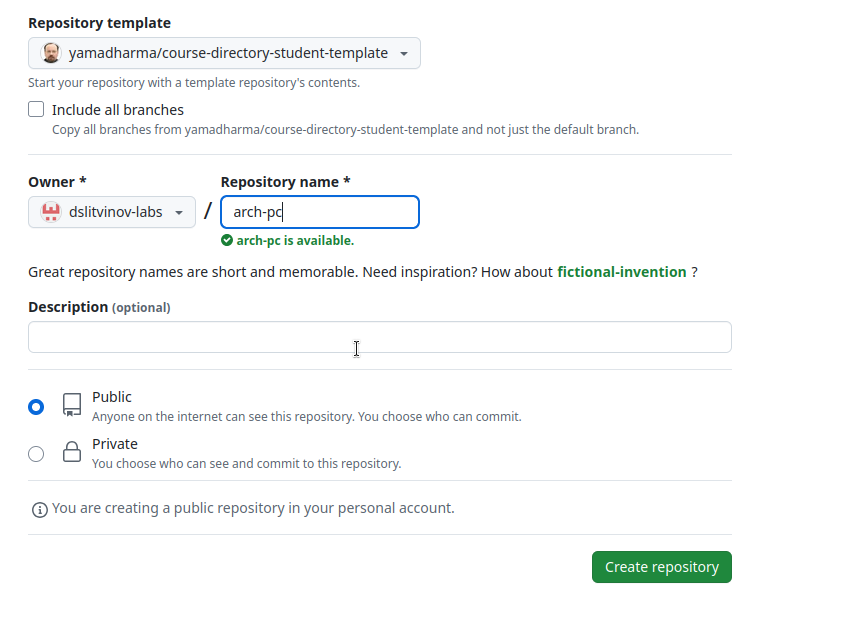 Repository template
yamadharma/course-directory-student-template
Start your repository with a template repository's contents.
Include all branches
Copy all branches from yamadharma/course-directory-student-template and not just the default branch.
Owner * Repository name *
dslitvinov-labs / arch-pc
arch-pc is available.
Great repository names are short and memorable. Need inspiration? How about fictional-invention ?
Description (optional)
Public
Anyone on the internet can see this repository. You choose who can commit.
Private
You choose who can see and commit to this repository.
You are creating a public repository in your personal account.
Create repository